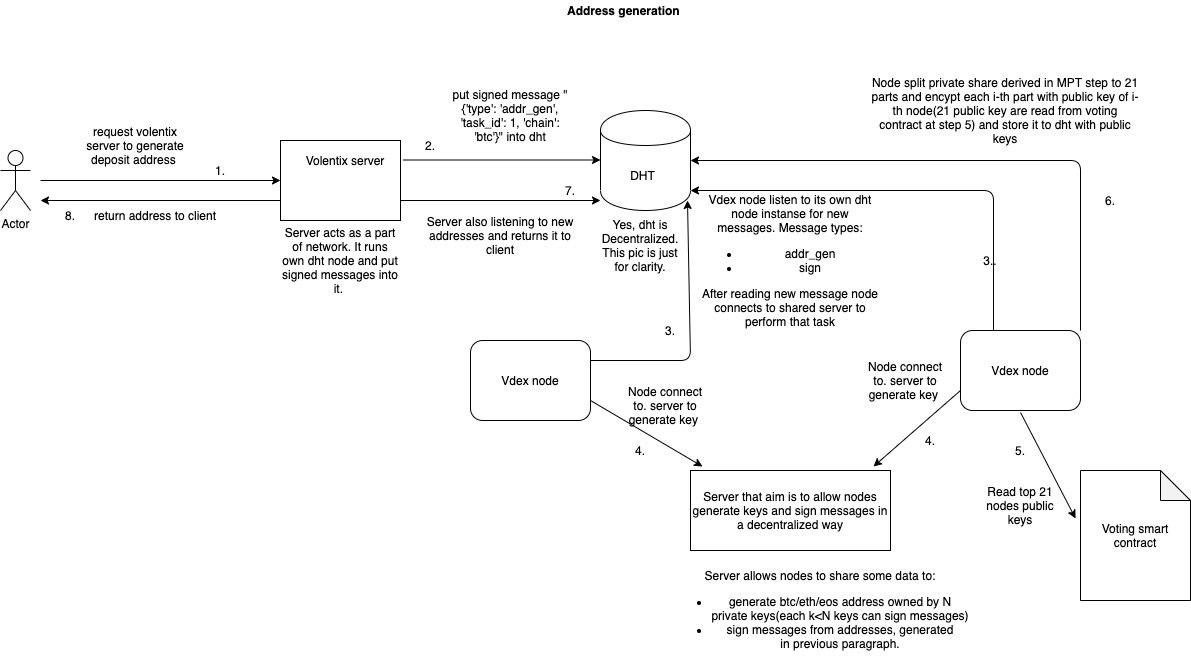 Address generation
Node split private share derived in MPT step to 21
parts and encypt each i-th part with public key of i-
th node(21 public key are read from voting
contract at step 5) and store it to dht with public
keys
put signed message "
{'type': 'addr_gen',
'task_id': 1, 'chain':
'btc'}" into dht
request volentix
server to generate
deposit address
1.
2.
Volentix server
DHT
7.
8.
return address to client
Actor
Server acts as a part
of network. It runs
own dht node and put
signed messages into
it.
Server also listening to new
addresses and returns it to
client
Yes, dht is
Decentralized.
This pic is just
for clarity.
Vdex node listen to its own dht
node instanse for new
messages. Message types:
• addr_gen
• sign
After reading new message node
connects to shared server to
perform that task
6.
3.
3.
Vdex node
Vdex node
Node connect
to. server to
generate key
Node connect
to. server to
generate key
4.
4.
5.
Server that aim is to allow nodes
generate keys and sign messages in
a decentralized way
Read top 21
nodes public
keys
Voting smart
contract
Server allows nodes to share some data to:
• generate btc/eth/eos address owned by N
private keys(each k<N keys can sign messages)
• sign messages from addresses, generated
in previous paragraph.